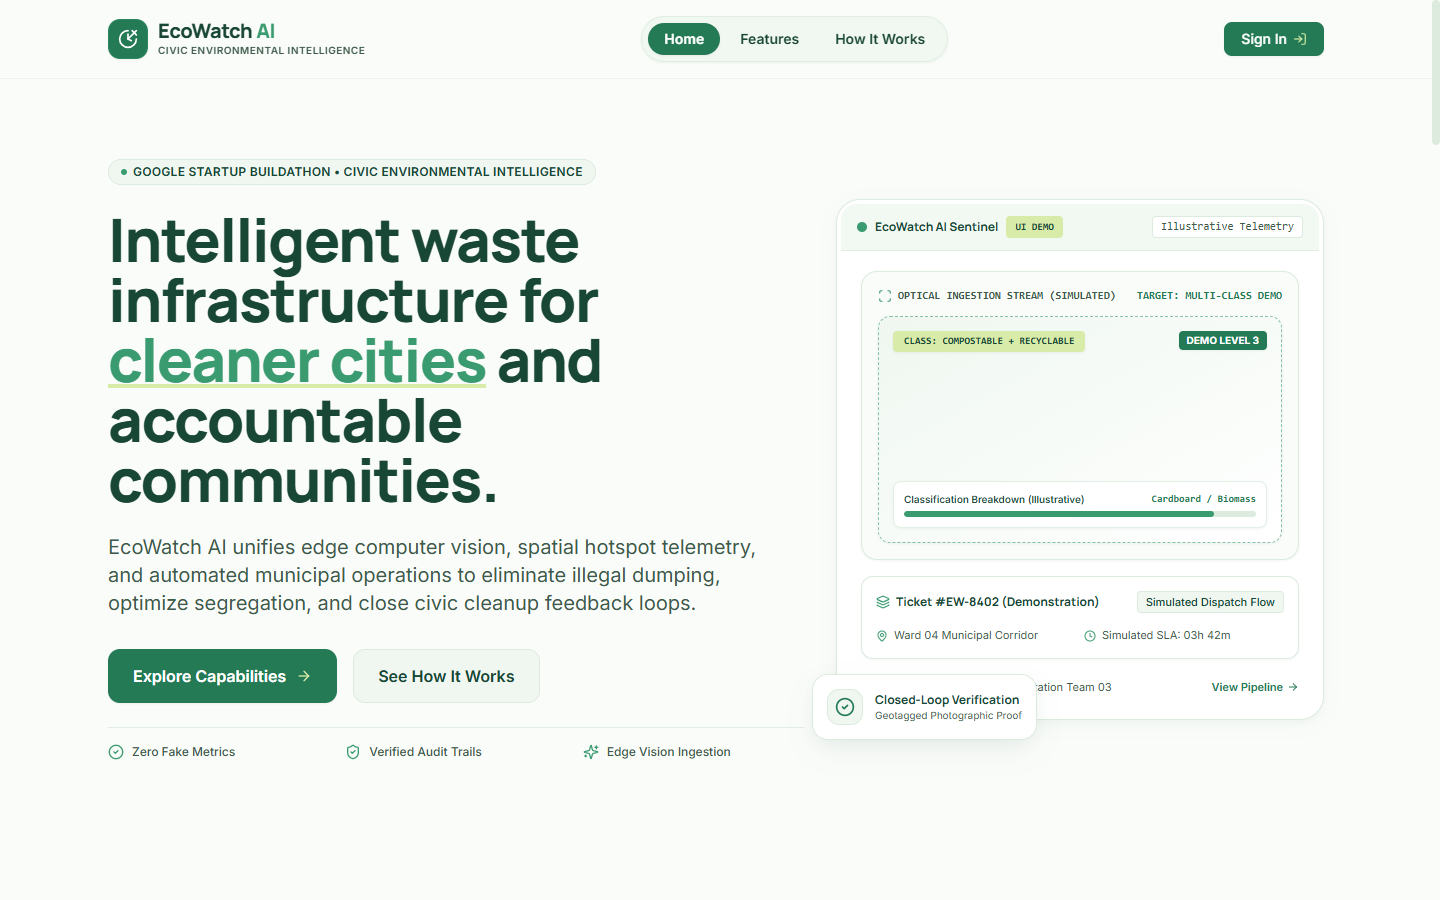 EcoWatch AI
CIVIC ENVIRONMENTAL INTELLIGENCE
Home
Features
How It Works
Sign In
GOOGLE STARTUP BUILDATHON • CIVIC ENVIRONMENTAL INTELLIGENCE
Intelligent waste
infrastructure for
cleaner cities and
accountable
communities.
EcoWatch AI unifies edge computer vision, spatial hotspot telemetry,
and automated municipal operations to eliminate illegal dumping,
optimize segregation, and close civic cleanup feedback loops.
Explore Capabilities
See How It Works
Zero Fake Metrics
Verified Audit Trails
Edge Vision Ingestion
EcoWatch AI Sentinel
UI DEMO
Illustrative Telemetry
OPTICAL INGESTION STREAM (SIMULATED)
TARGET: MULTI-CLASS DEMO
CLASS: COMPOSTABLE + RECYCLABLE
DEMO LEVEL 3
Classification Breakdown (Illustrative)
Cardboard / Biomass
Ticket #EW-8402 (Demonstration)
Simulated Dispatch Flow
Ward 04 Municipal Corridor
Simulated SLA: 03h 42m
Team 03
View Pipeline
Closed-Loop Verification
Geotagged Photographic Proof